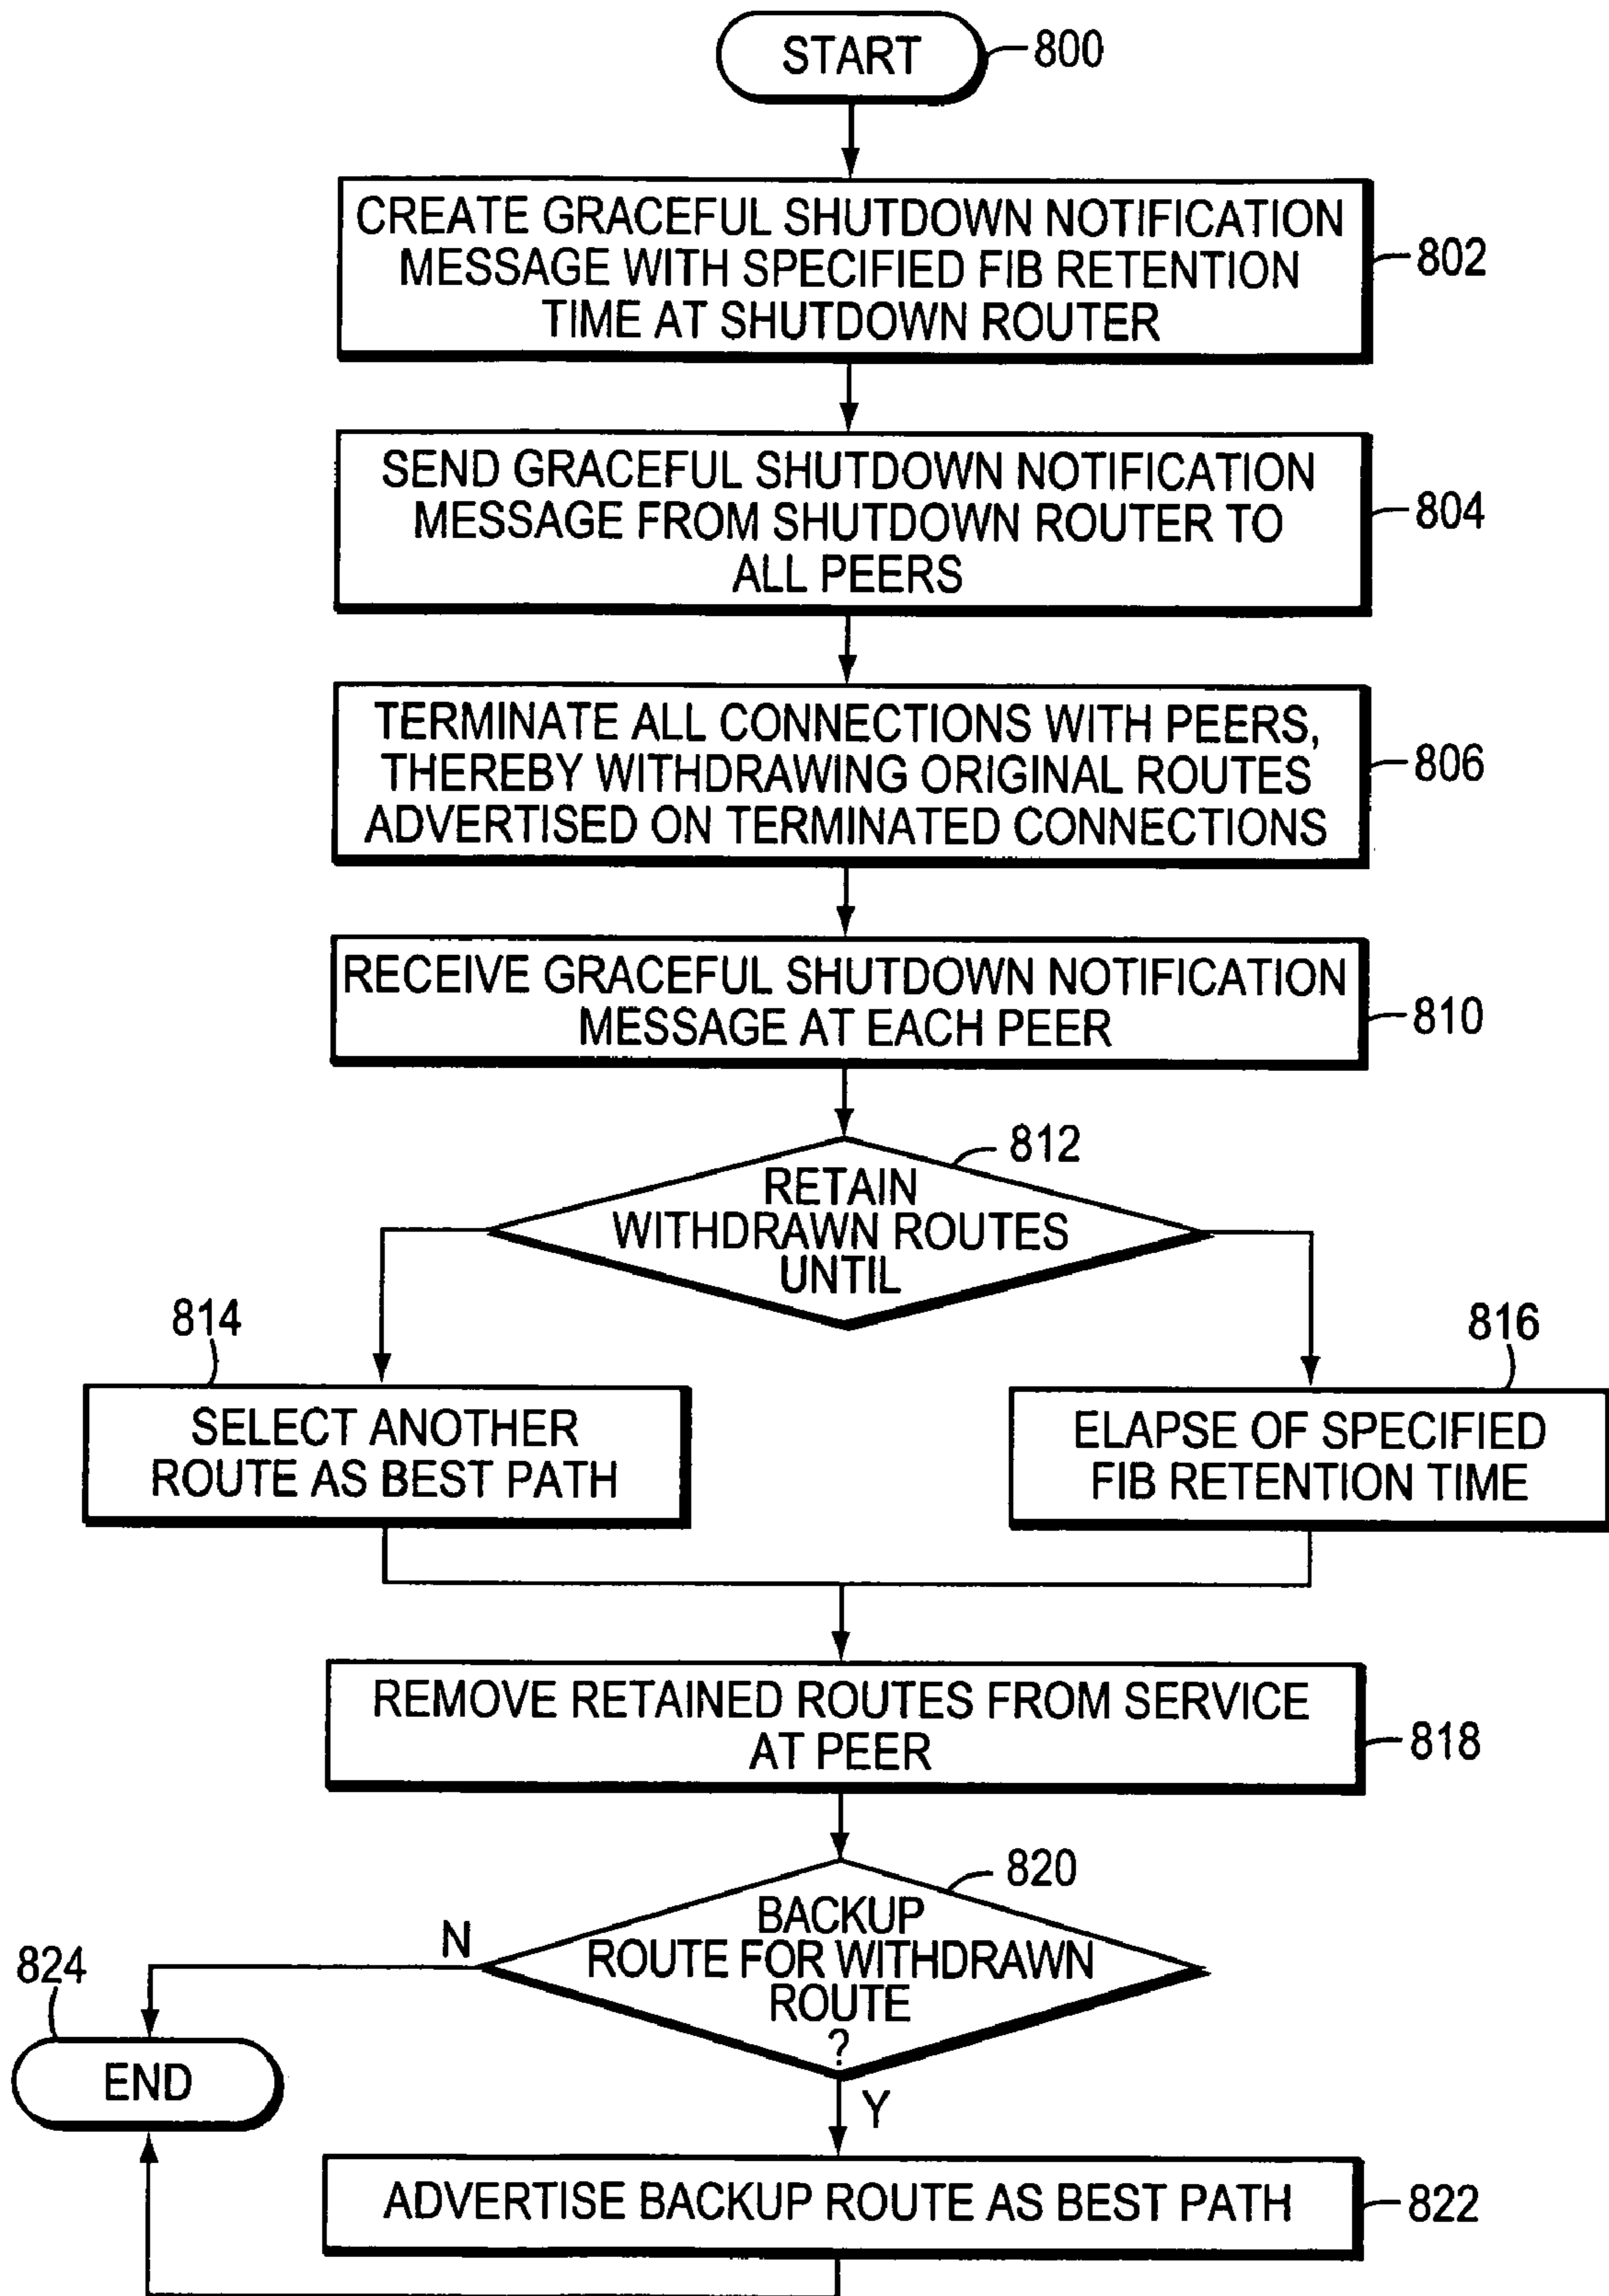 START
800
CREATE GRACEFUL SHUTDOWN NOTIFICATION
MESSAGE WITH SPECIFIED FIB RETENTION
TIME AT SHUTDOWN ROUTER
802
SEND GRACEFUL SHUTDOWN NOTIFICATION
MESSAGE FROM SHUTDOWN ROUTER TO
ALL PEERS
804
TERMINATE ALL CONNECTIONS WITH PEERS,
THEREBY WITHDRAWING ORIGINAL ROUTES
ADVERTISED ON TERMINATED CONNECTIONS
806
RECEIVE GRACEFUL SHUTDOWN NOTIFICATION
MESSAGE AT EACH PEER
810
812
RETAIN
WITHDRAWN ROUTES
UNTIL
814
SELECT ANOTHER
ROUTE AS BEST PATH
816
ELAPSE OF SPECIFIED
FIB RETENTION TIME
REMOVE RETAINED ROUTES FROM SERVICE
AT PEER
818
820
BACKUP
ROUTE FOR WITHDRAWN
ROUTE
?
N
824
END
Y
ADVERTISE BACKUP ROUTE AS BEST PATH
822